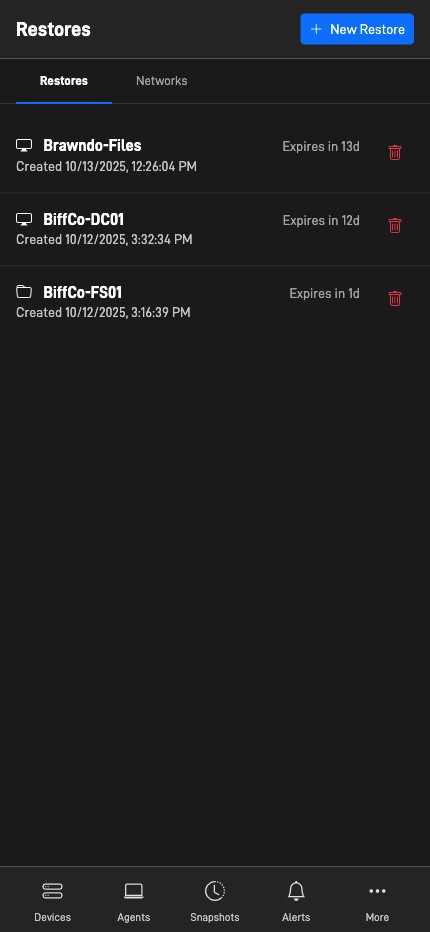 Restores
New Restore
Restores
Networks
Brawndo-Files
Expires in 13d
Created 10/13/2025, 12:26:04 PM
BiffCo-DC01
Expires in 12d
Created 10/12/2025, 3:32:34 PM
BiffCo-FS01
Expires in 1d
Created 10/12/2025, 3:16:39 PM
Devices
Agents
Snapshots
Alerts
More